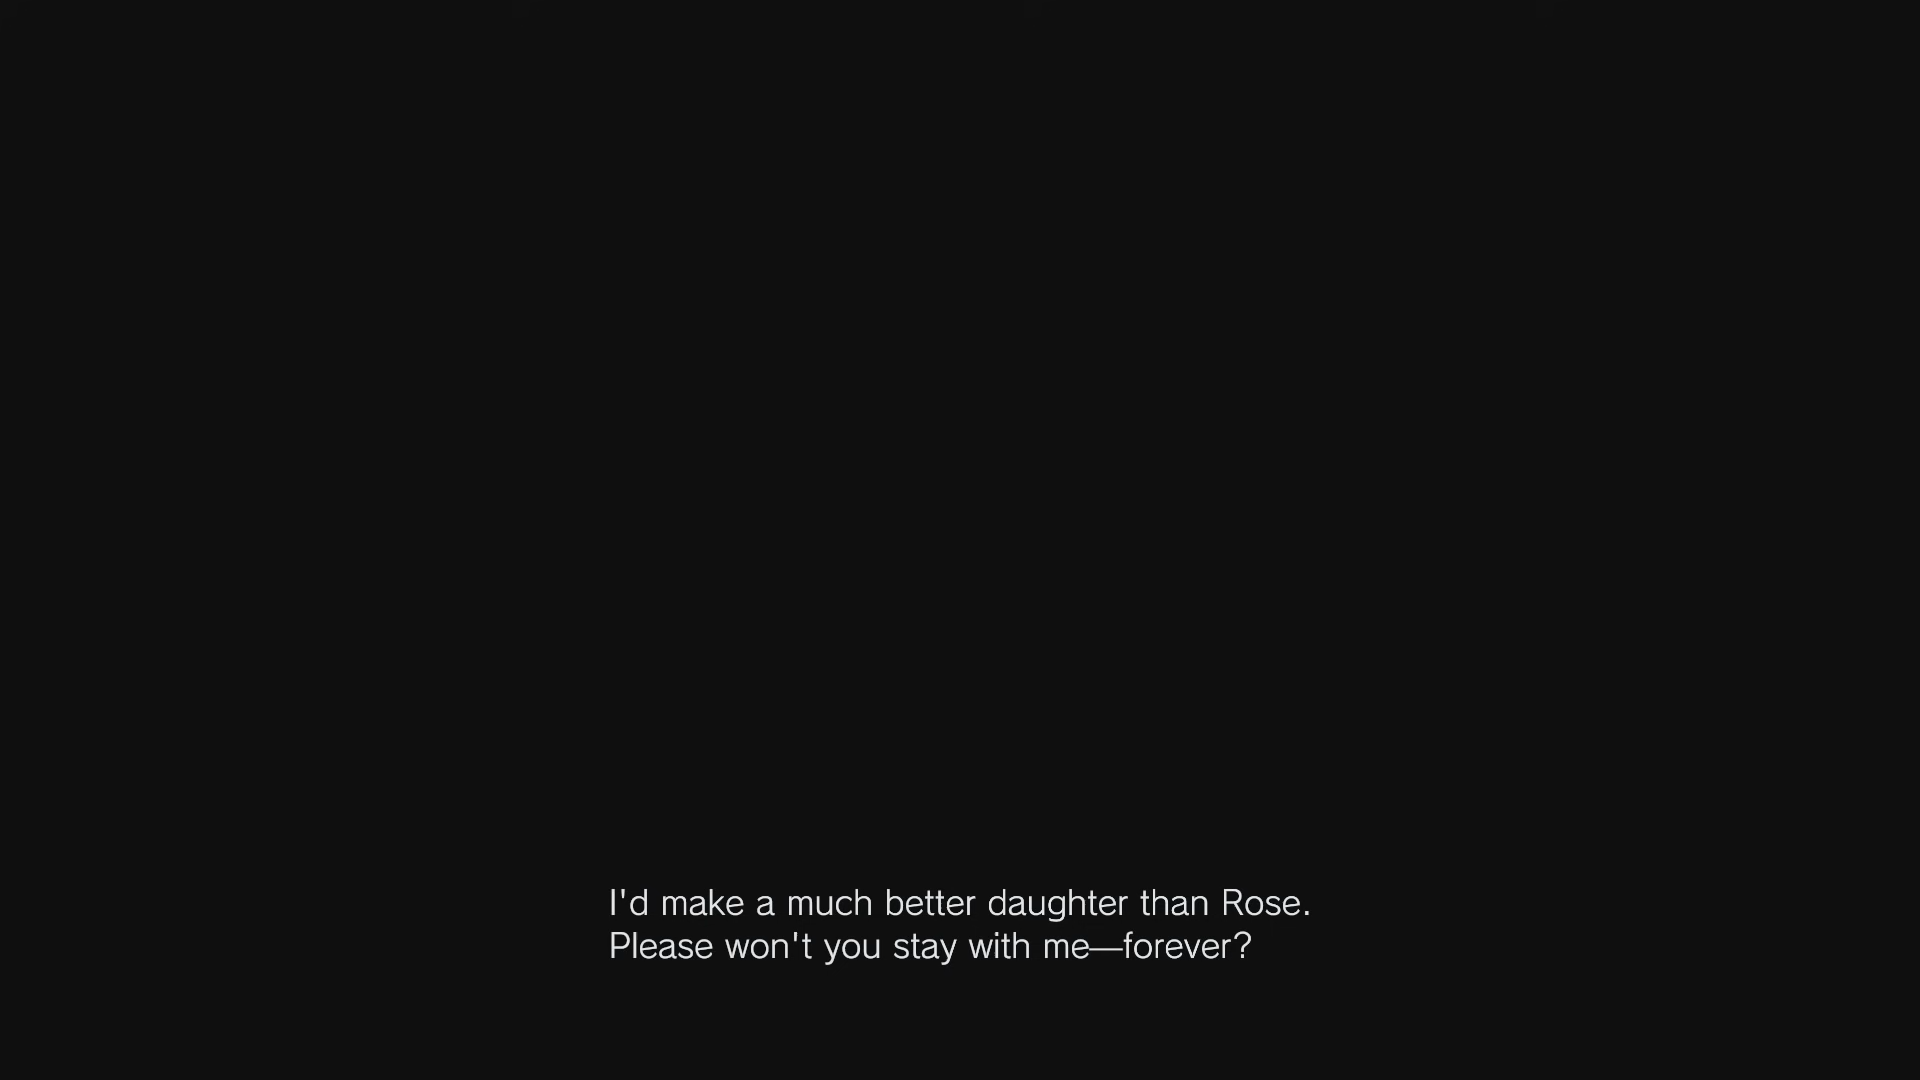 I'd make a much better daughter than Rose.
Please won't you stay with me—forever?